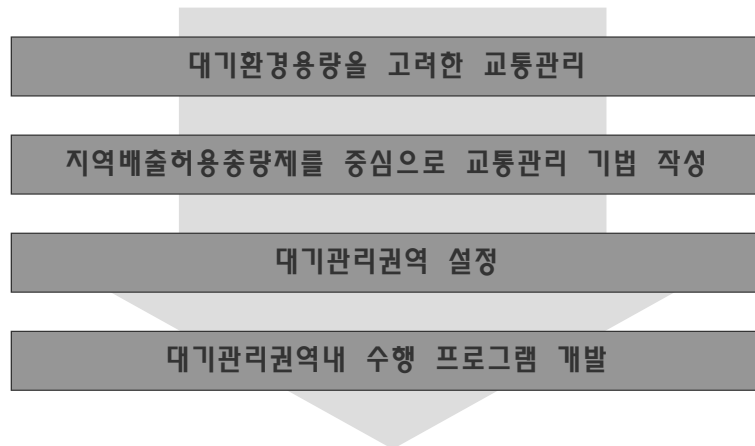 대기환경용량을 고려한 교통관리
지역배출허용총량제를 중심으로 교통관리 기법 작성
대기관리권역 설정
대기관리권역내 수행 프로그램 개발